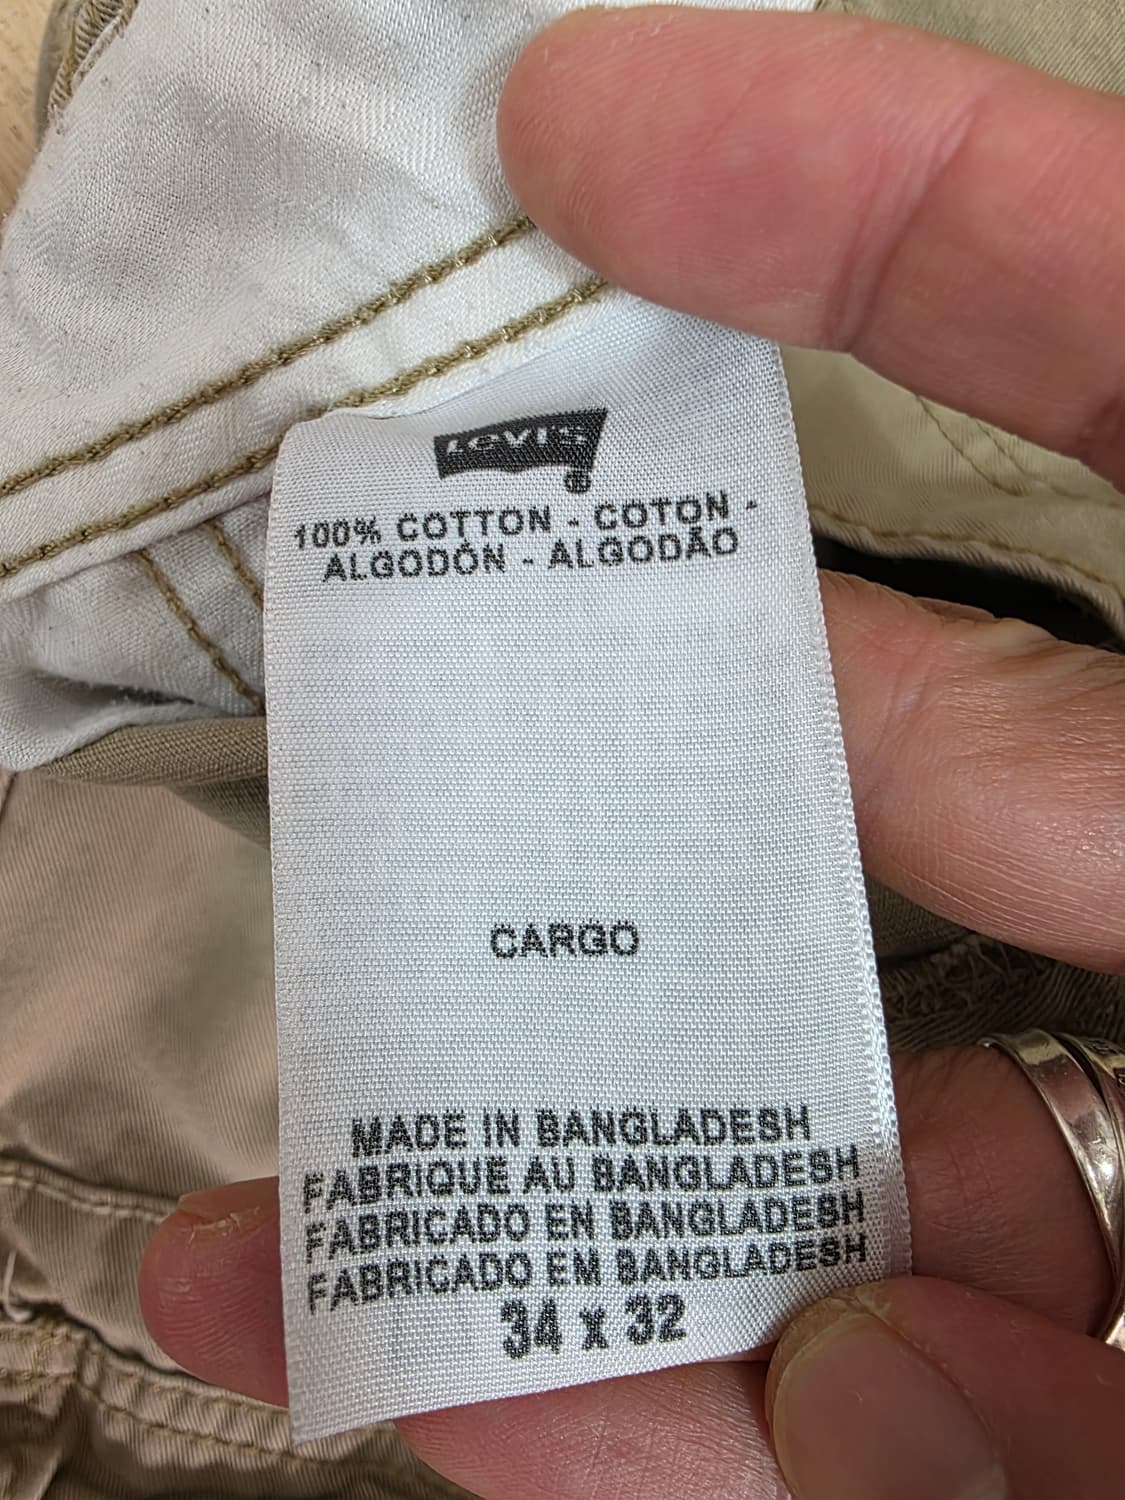 LEVI'S
®
100% COTTON - COTON -
ALGODÓN - ALGODÃO
CARGO
MADE IN BANGLADESH
FABRIQUE AU BANGLADESH
FABRICADO EN BANGLADESH
FABRICADO EM BANGLADESH
34 x 32